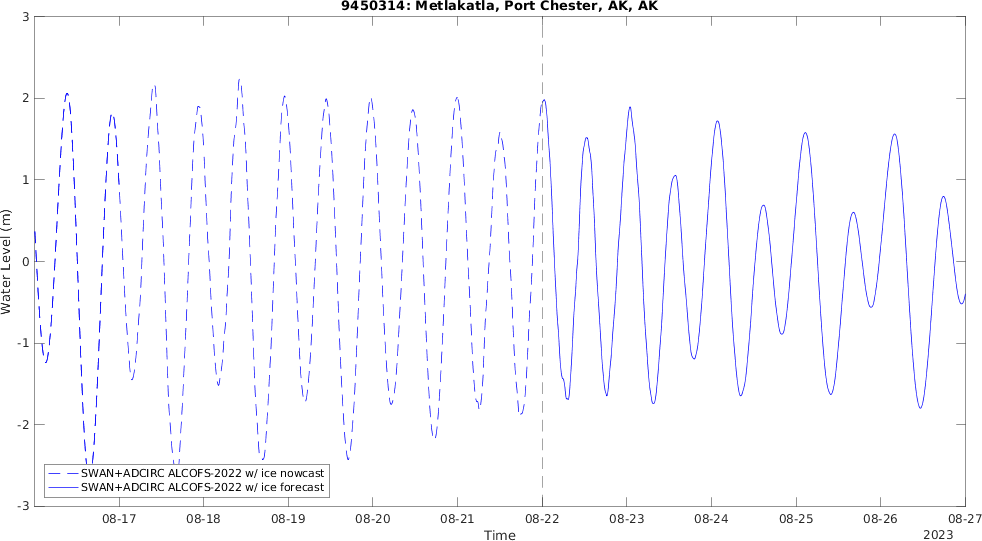 9450314: Metlakatla, Port Chester, AK, AK
3
2
1
0
-1
-2
-3
Water Level (m)
SWAN+ADCIRC ALCOFS-2022 w/ ice nowcast
SWAN+ADCIRC ALCOFS-2022 w/ ice forecast
08-17 08-18 08-19 08-20 08-21 08-22 08-23 08-24 08-25 08-26 08-27
Time
2023